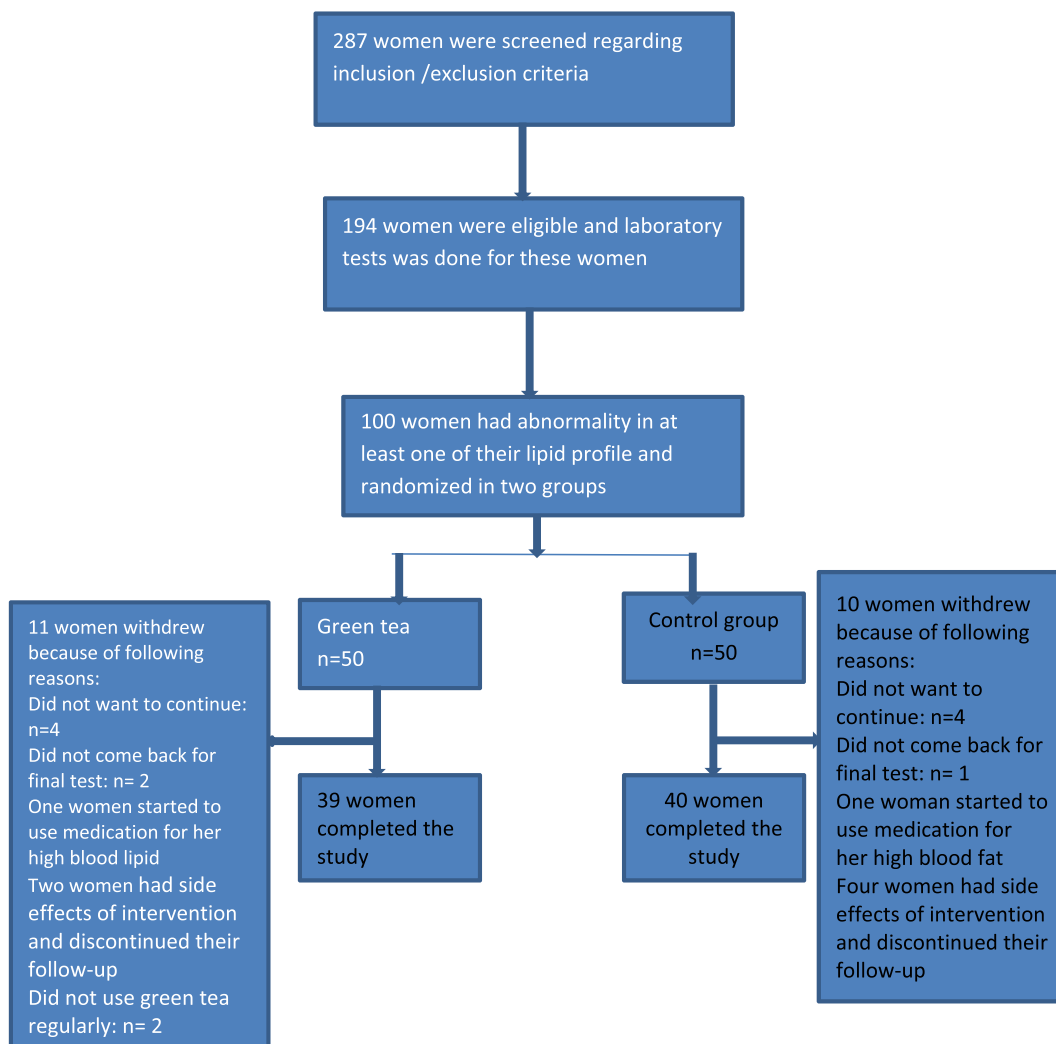 287 women were screened regarding
inclusion /exclusion criteria
194 women were eligible and laboratory
tests was done for these women
100 women had abnormality in at
least one of their lipid profile and
randomized in two groups
Green tea
n=50
Control group
n=50
11 women withdrew
because of following
reasons:
Did not want to continue:
n=4
Did not come back for
final test: n= 2
One women started to
use medication for her
high blood lipid
Two women had side
effects of intervention
and discontinued their
follow-up
Did not use green tea
regularly: n= 2
39 women
completed the
study
40 women
completed the
study
10 women withdrew
because of following
reasons:
Did not want to
continue: n=4
Did not come back for
final test: n= 1
One woman started to
use medication for
her high blood fat
Four women had side
effects of intervention
and discontinued their
follow-up